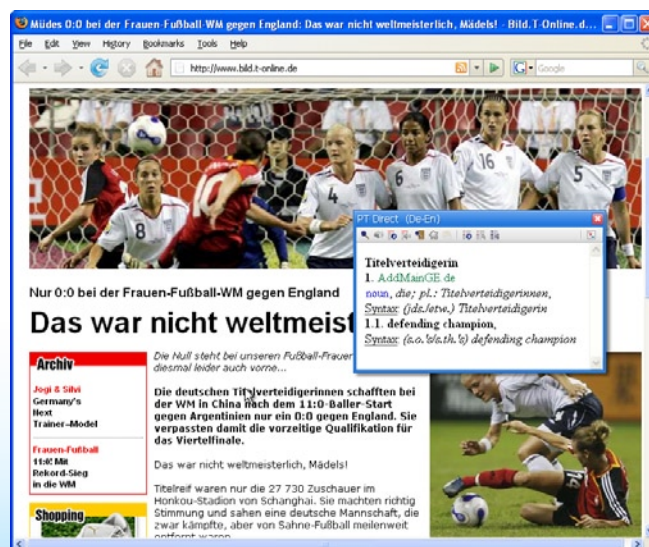 Müdes 0:0 bei der Frauen-Fußball-WM gegen England: Das war nicht weltmeisterlich, Mädels! - Bild.T-Online.d...
File Edit View History Bookmarks Tools Help
http://www.bild.t-online.de
Google
8
10
4
6
16
5
PT Direct (De-En)
Titelverteidigerin
1. AddMainGE.de
noun, die; pl.: Titelverteidigerinnen,
Syntax: (jds./etw.) Titelverteidigerin
1.1. defending champion,
Syntax: (s.o.'s/s.th.'s) defending champion
Nur 0:0 bei der Frauen-Fußball-WM gegen England
Das war nicht weltmeist
Archiv
Jogi & Silvi
Germany's
Next
Trainer-Model
Frauen-Fußball
11:0! Mit
Rekord-Sieg
in die WM
Shopping
Die Null steht bei unseren Fußball-Frauen
diesmal leider auch vorne...
Die deutschen Titelverteidigerinnen schafften bei
der WM in China nach dem 11:0-Baller-Start
gegen Argentinien nur ein 0:0 gegen England. Sie
verpassten damit die vorzeitige Qualifikation für
das Viertelfinale.
Das war nicht weltmeisterlich, Mädels!
Titelreif waren nur die 27 730 Zuschauer im
Honkou-Stadion von Schanghai. Sie machten richtig
Stimmung und sahen eine deutsche Mannschaft, die
zwar kämpfte, aber von Sahne-Fußball meilenweit
entfernt waren.
14